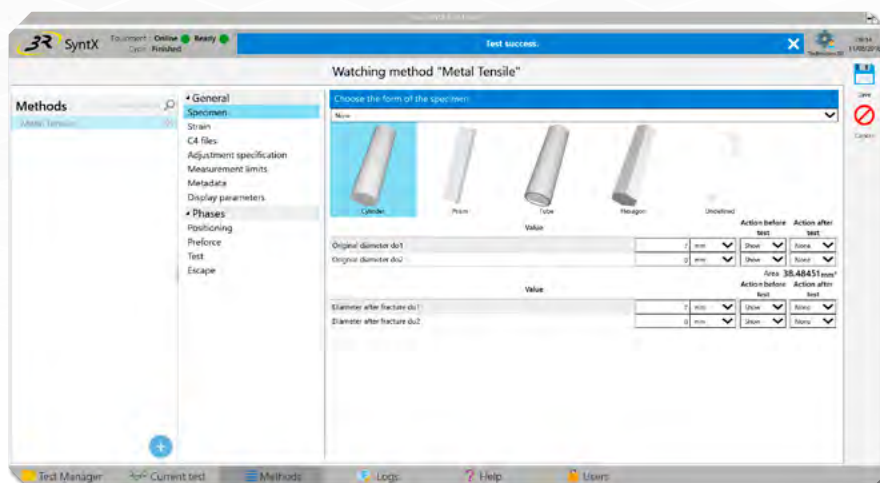 3R SyntX
Equipment : Online Ready
Cycle : Finished
Test success.
Watching method "Metal Tensile"
Methods
Metal Tensile
General
Specimen
Strain
C4 files
Adjustment specification
Measurement limits
Metadata
Display parameters
Phases
Positioning
Preforce
Test
Escape
Choose the form of the specimen
None
Cylinder Prism Tube Hexagon Undefined
Value Action before test Action after test
Original diameter do1 7 mm Show None
Original diameter do2 0 mm Show None
Area 38.48451 mm²
Value Action before test Action after test
Diameter after fracture du1 7 mm Show None
Diameter after fracture du2 0 mm Show None
Save
Test Manager Current test Methods Logs Help Users